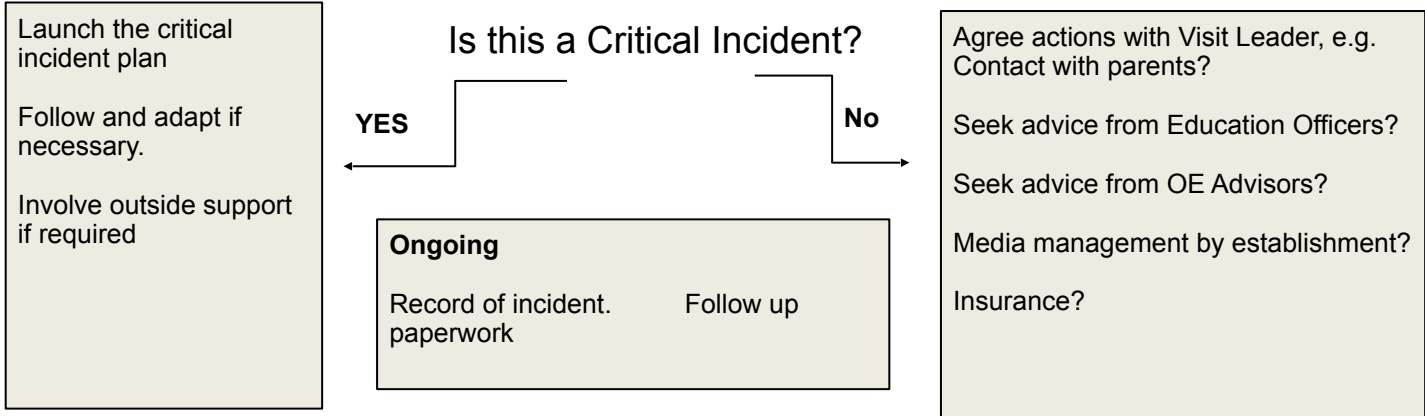 Is this a Critical Incident?
YES
No
Launch the critical
incident plan
Follow and adapt if
necessary.
Involve outside support
if required
Ongoing
Record of incident. Follow up
paperwork
Agree actions with Visit Leader, e.g.
Contact with parents?
Seek advice from Education Officers?
Seek advice from OE Advisors?
Media management by establishment?
Insurance?